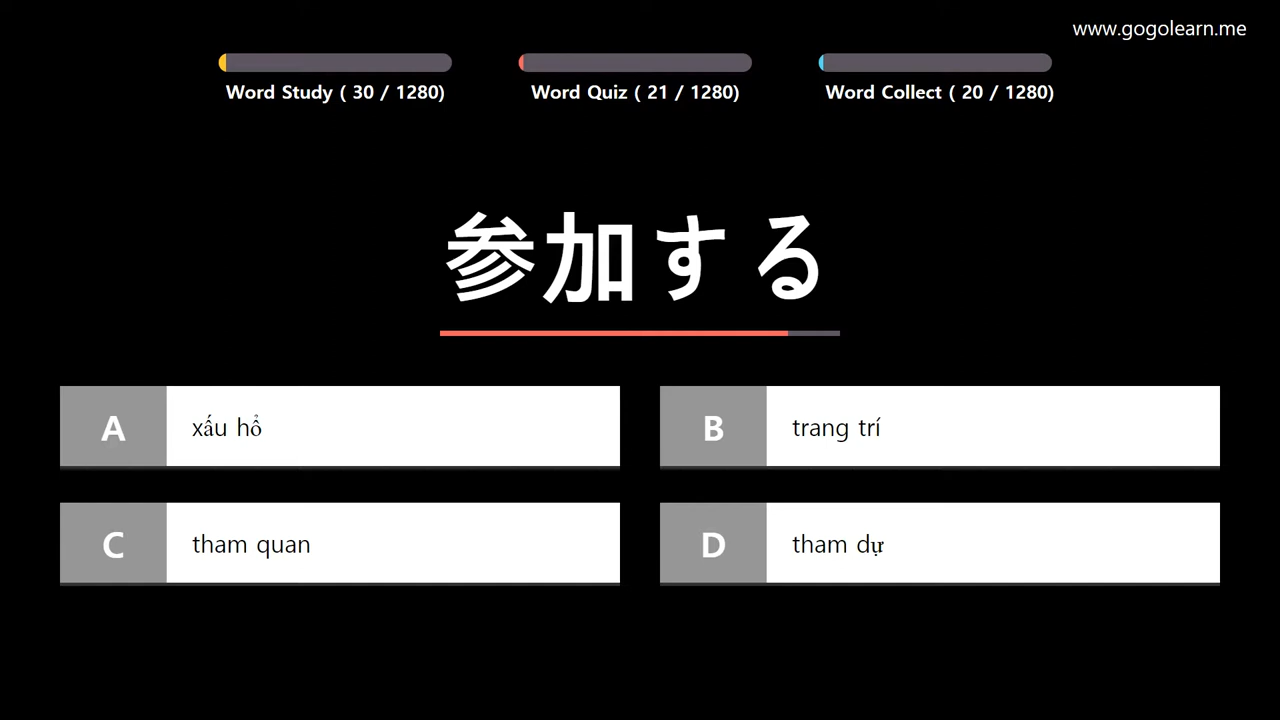 www.gogolearn.me
Word Study ( 30 / 1280)
Word Quiz ( 21 / 1280)
Word Collect ( 20 / 1280)
参加する
A xấu hổ
B trang trí
C tham quan
D tham dự